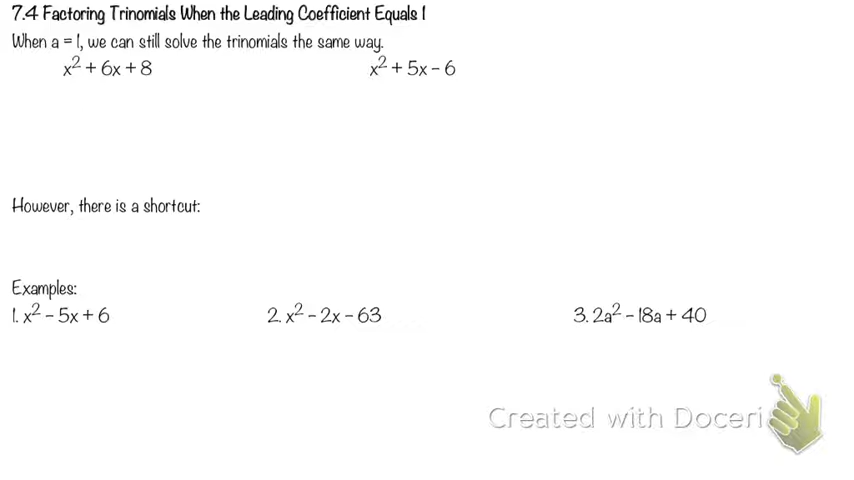 7.4 Factoring Trinomials When the Leading Coefficient Equals 1
When a = 1, we can still solve the trinomials the same way.
x² + 6x + 8 x² + 5x - 6
However, there is a shortcut:
Examples:
1. x² - 5x + 6 2. x² - 2x - 63 3. 2a² - 18a + 40
Created with Doceri